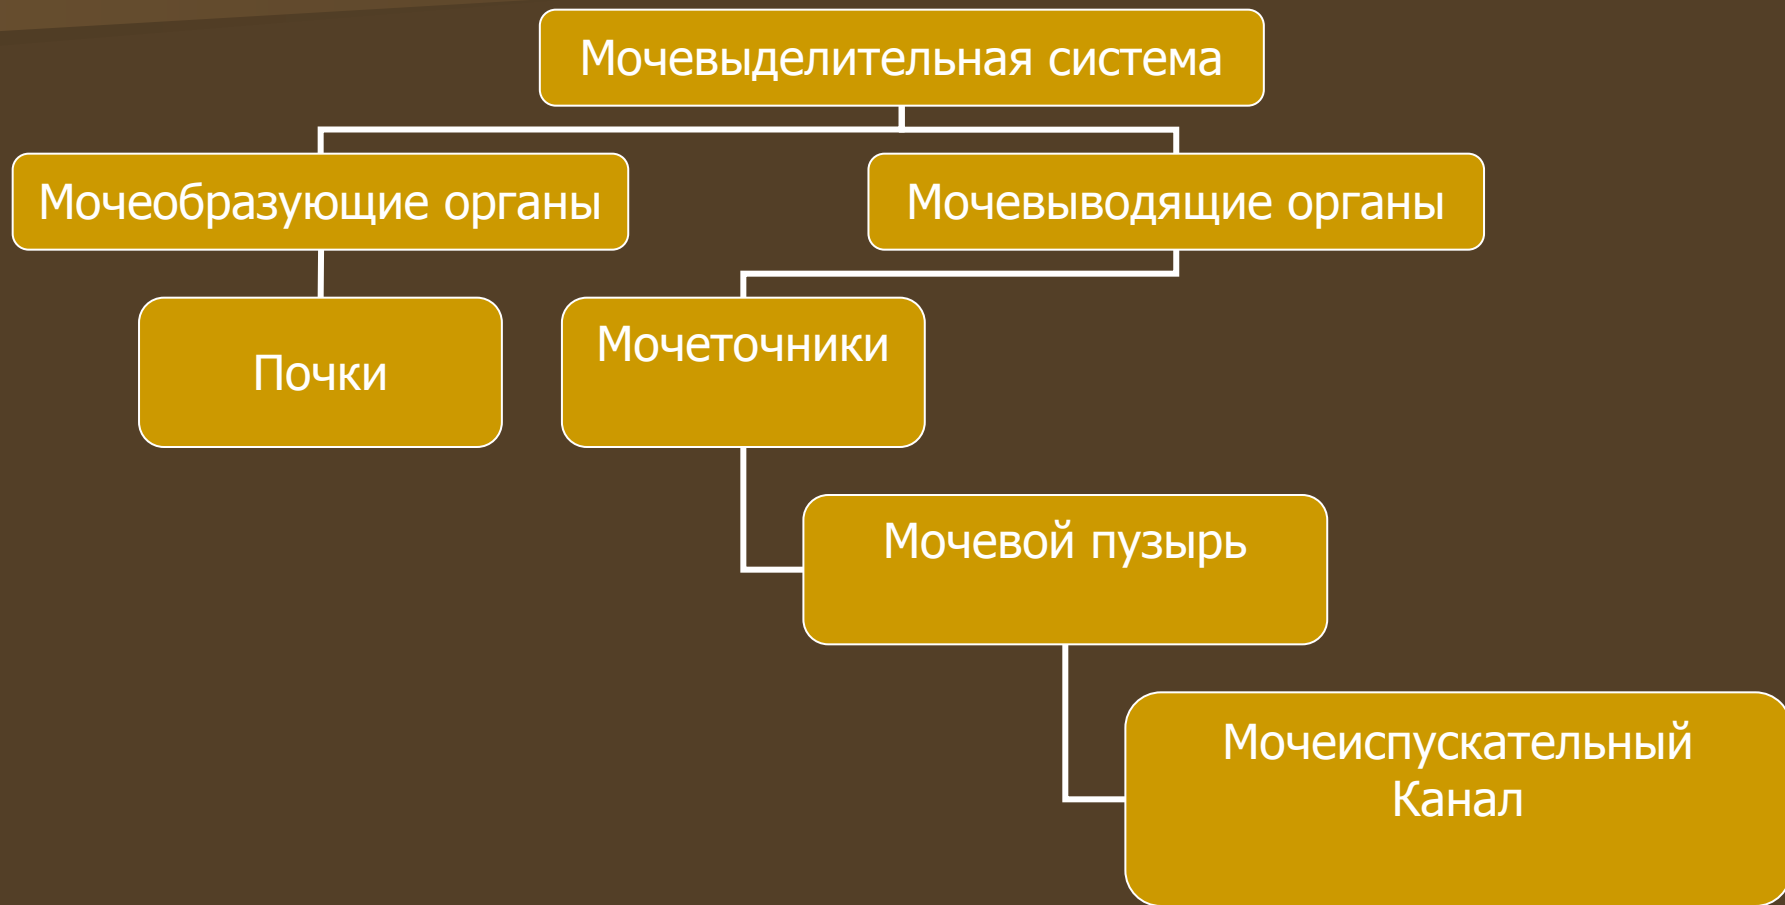 Мочевыделительная система
Мочеобразующие органы
Мочевыводящие органы
Почки
Мочеточники
Мочевой пузырь
Мочеиспускательный
Канал